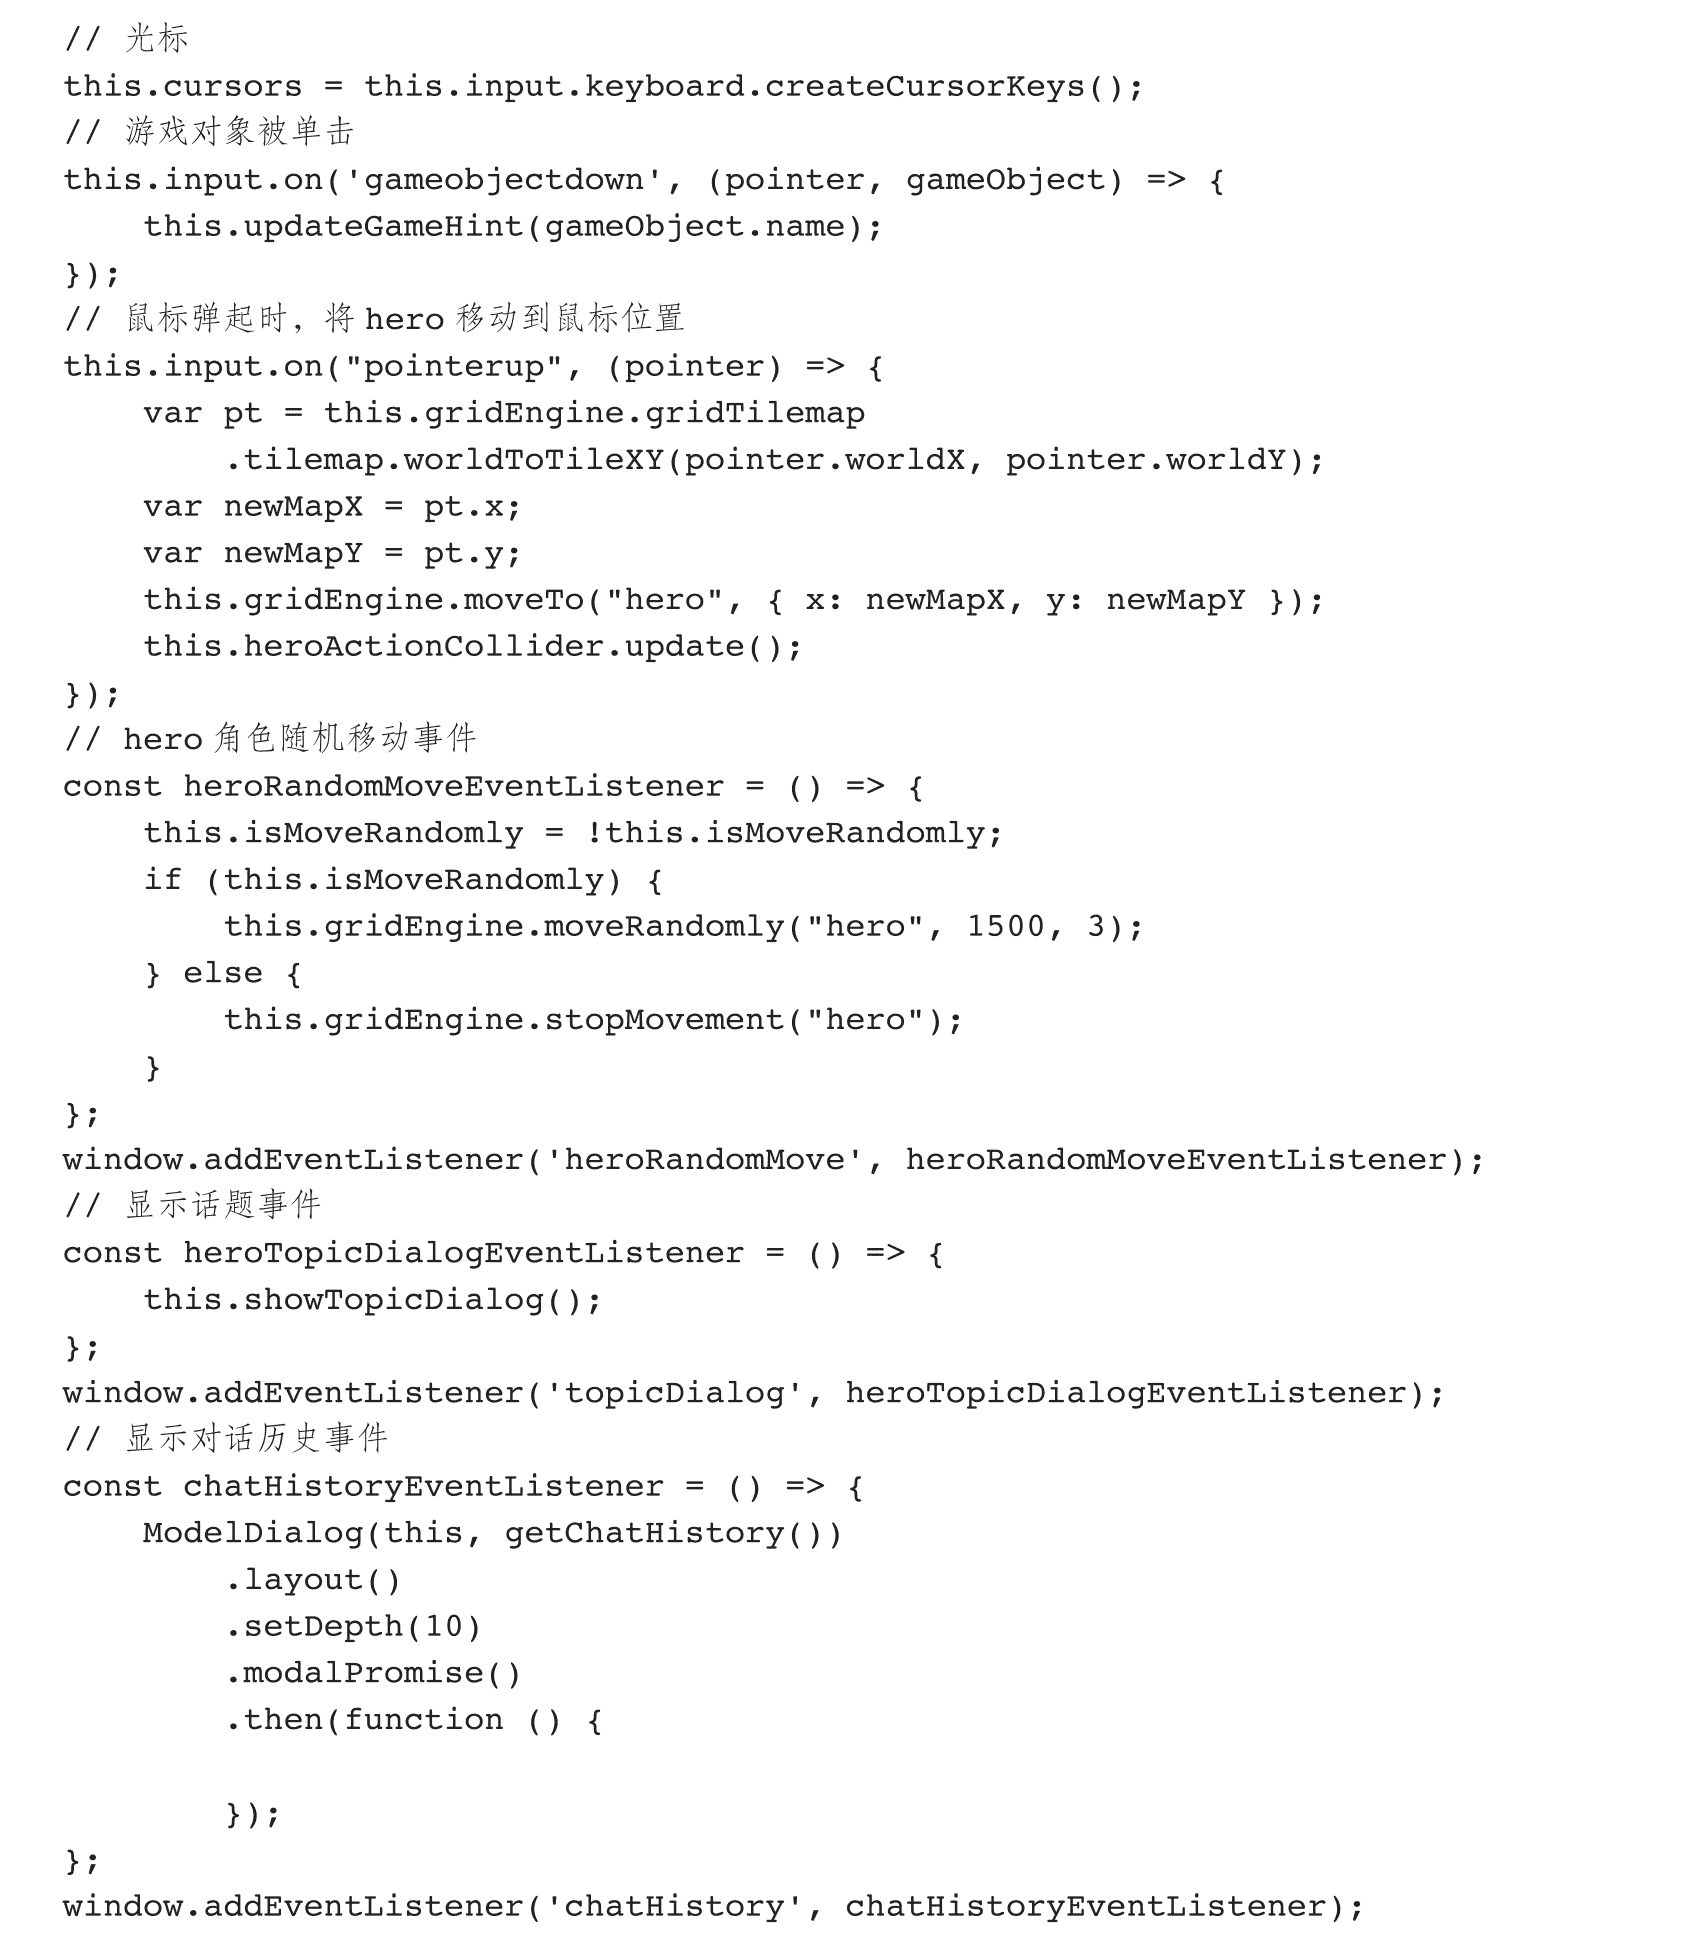 // 光标
this.cursors = this.input.keyboard.createCursorKeys();
// 游戏对象被单击
this.input.on('gameobjectdown', (pointer, gameObject) => {
    this.updateGameHint(gameObject.name);
});
// 鼠标弹起时，将 hero 移动到鼠标位置
this.input.on("pointerup", (pointer) => {
    var pt = this.gridEngine.gridTilemap
        .tilemap.worldToTileXY(pointer.worldX, pointer.worldY);
    var newMapX = pt.x;
    var newMapY = pt.y;
    this.gridEngine.moveTo("hero", { x: newMapX, y: newMapY });
    this.heroActionCollider.update();
});
// hero 角色随机移动事件
const heroRandomMoveEventListener = () => {
    this.isMoveRandomly = !this.isMoveRandomly;
    if (this.isMoveRandomly) {
        this.gridEngine.moveRandomly("hero", 1500, 3);
    } else {
        this.gridEngine.stopMovement("hero");
    }
};
window.addEventListener('heroRandomMove', heroRandomMoveEventListener);
// 显示话题事件
const heroTopicDialogEventListener = () => {
    this.showTopicDialog();
};
window.addEventListener('topicDialog', heroTopicDialogEventListener);
// 显示对话历史事件
const chatHistoryEventListener = () => {
    ModelDialog(this, getChatHistory())
        .layout()
        .setDepth(10)
        .modalPromise()
        .then(function () {

        });
};
window.addEventListener('chatHistory', chatHistoryEventListener);